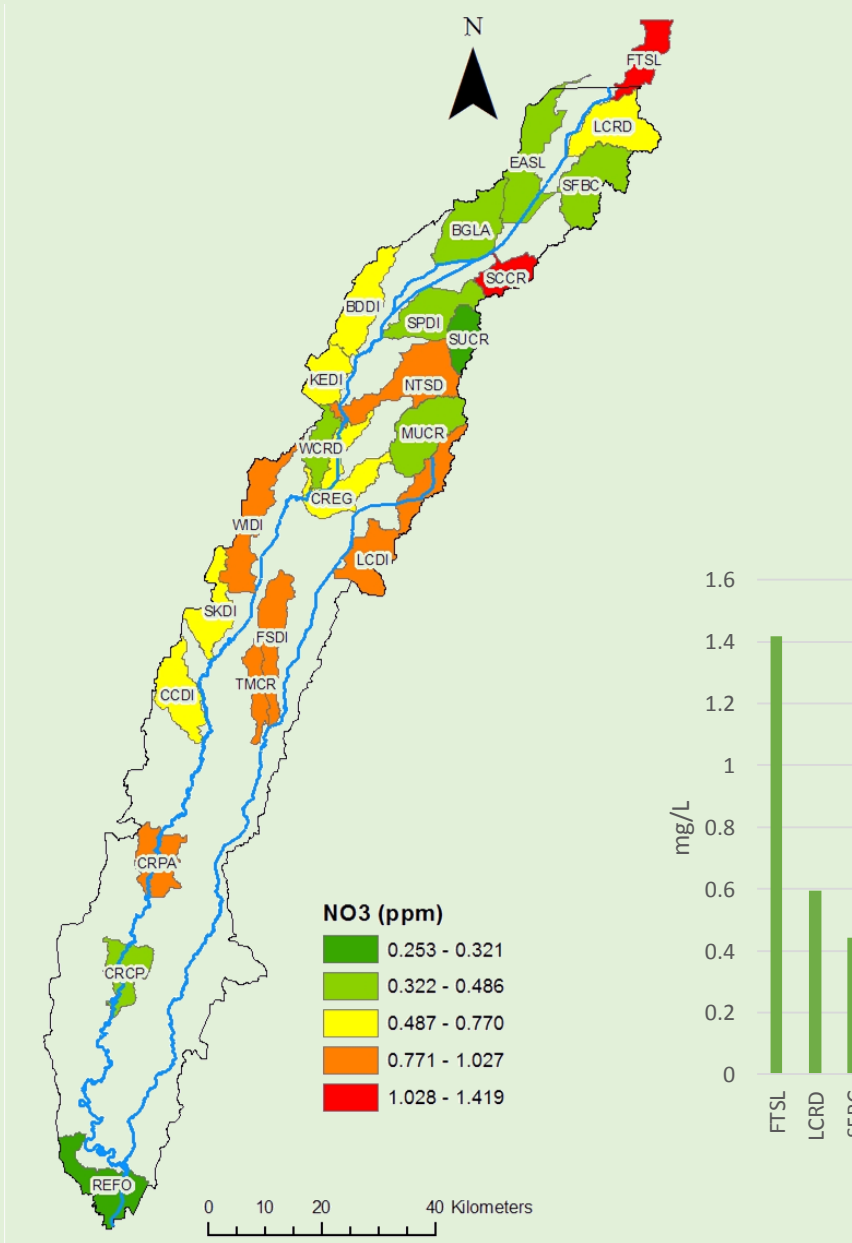 N
FTSL
LCRD
EASL
SFBC
BGLA
SCCR
BDDI
SPDI
SUCR
KEDI
NTSD
MUCR
WCRD
CREG
WIDI
LCDI
SKDI
FSDI
TMCR
CCDI
CRPA
CRCP
REFO
NO3 (ppm)
0.253 - 0.321
0.322 - 0.486
0.487 - 0.770
0.771 - 1.027
1.028 - 1.419
0 10 20 40 Kilometers
mg/L
1.6
1.4
1.2
1
0.8
0.6
0.4
0.2
0
FTSL
LCRD